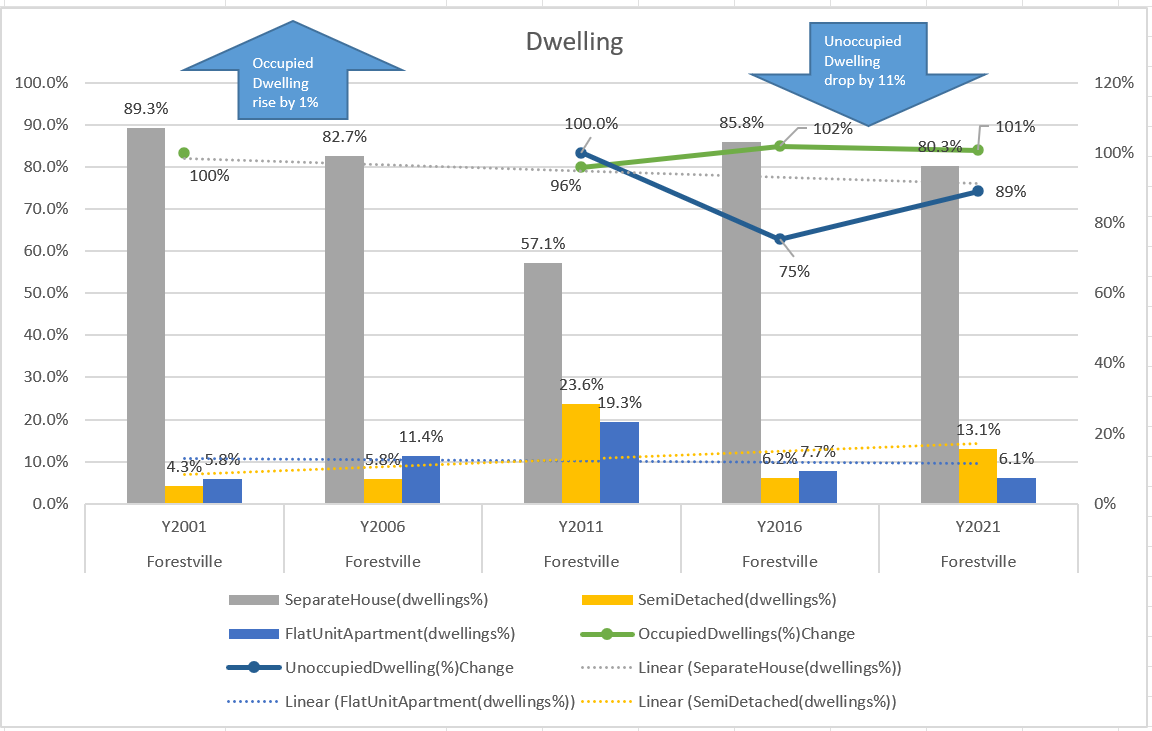 Dwelling
Occupied
Dwelling
rise by 1%
Unoccupied
Dwelling
drop by 11%
100.0%
90.0%
80.0%
70.0%
60.0%
50.0%
40.0%
30.0%
20.0%
10.0%
0.0%
120%
100%
80%
60%
40%
20%
0%
89.3%
82.7%
57.1%
85.8%
80.3%
4.3%
5.8%
23.6%
6.2%
13.1%
5.8%
11.4%
19.3%
7.7%
6.1%
100%
96%
102%
101%
100.0%
75%
89%
Y2001
Y2006
Y2011
Y2016
Y2021
Forestville
Forestville
Forestville
Forestville
Forestville
SeparateHouse(dwellings%)
SemiDetached(dwellings%)
FlatUnitApartment(dwellings%)
OccupiedDwellings(%)Change
UnoccupiedDwelling(%)Change
Linear (SeparateHouse(dwellings%))
Linear (FlatUnitApartment(dwellings%))
Linear (SemiDetached(dwellings%))